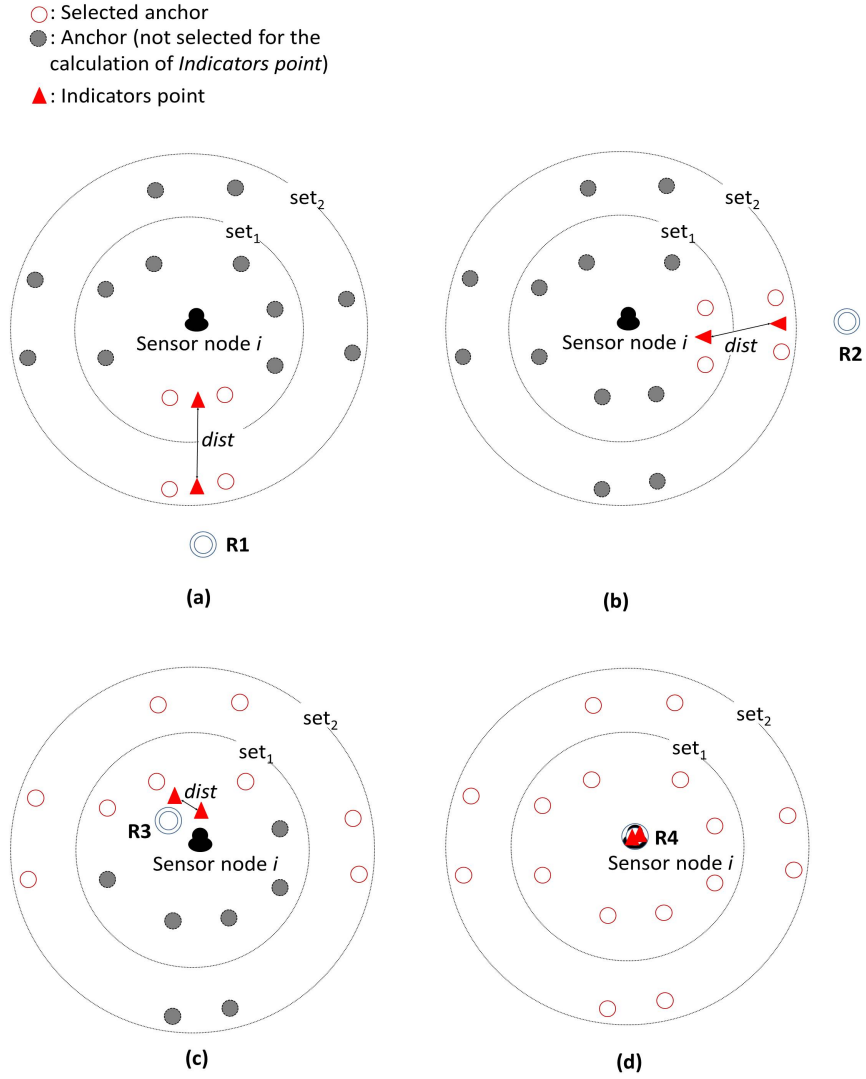 : Selected anchor
: Anchor (not selected for the
calculation of Indicators point)
: Indicators point
set2
set1
Sensor node i
dist
R1
(a)
set2
set1
Sensor node i
dist
R2
(b)
set2
set1
dist
R3
Sensor node i
(c)
set2
set1
R4
Sensor node i
(d)